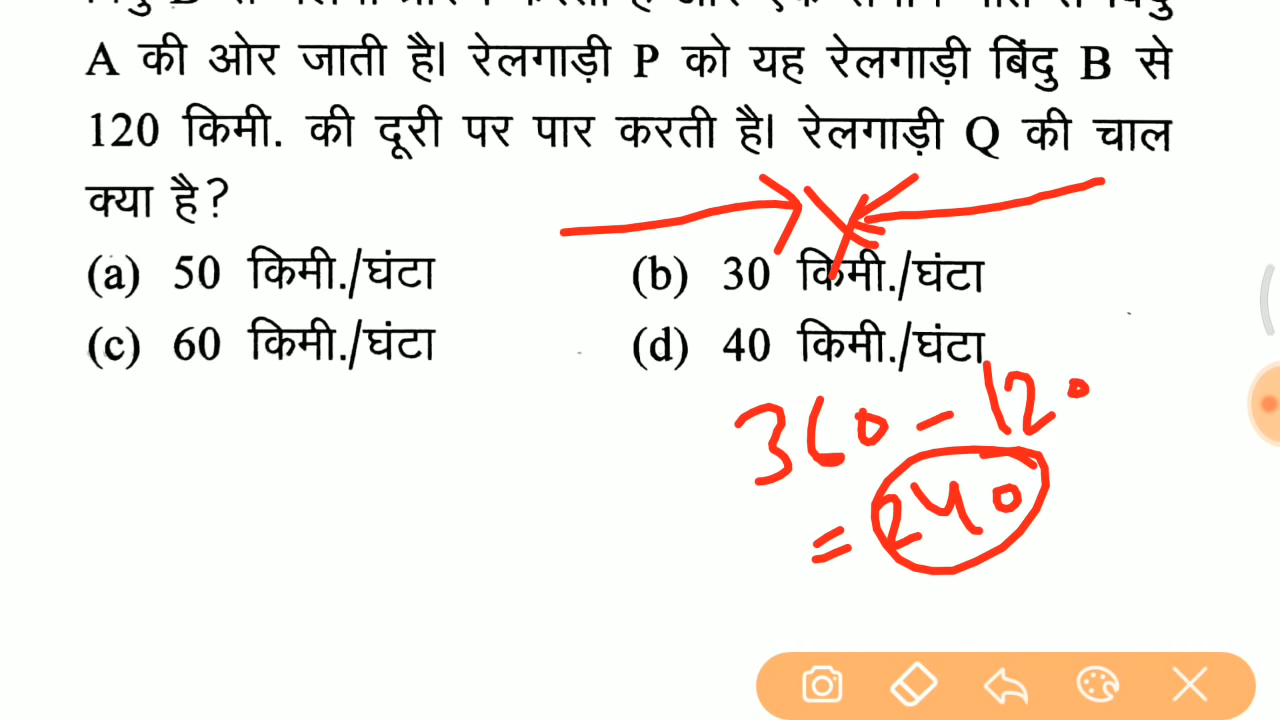 A की ओर जाती है। रेलगाड़ी P को यह रेलगाड़ी बिंदु B से
120 किमी. की दूरी पर पार करती है। रेलगाड़ी Q की चाल
क्या है?
(a) 50 किमी./घंटा (b) 30 किमी./घंटा
(c) 60 किमी./घंटा (d) 40 किमी./घंटा
360 - 120
= 240